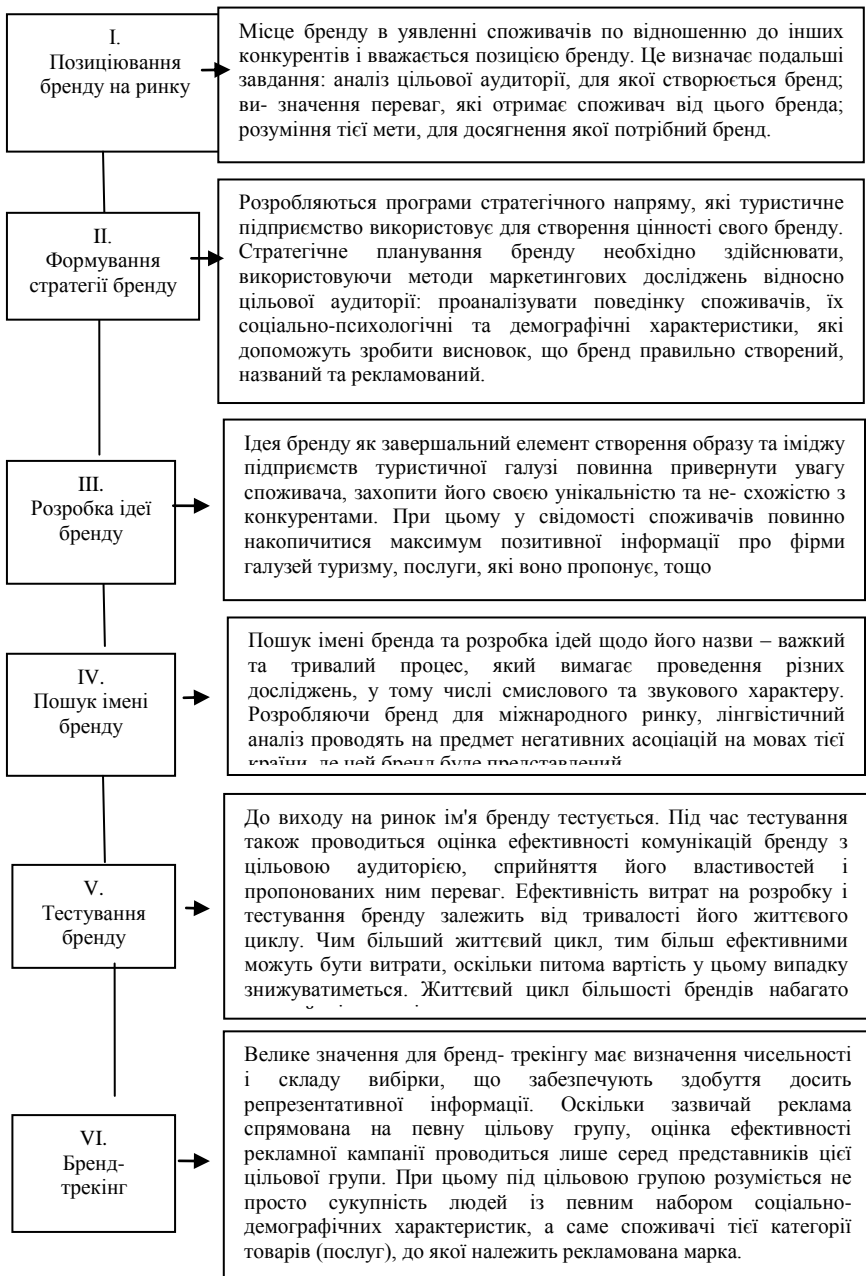 І.
Позиціювання
бренду на ринку
Місце бренду в уявленні споживачів по відношенню до інших
конкурентів і вважається позицією бренду. Це визначає подальші
завдання: аналіз цільової аудиторії, для якої створюється бренд;
ви- значення переваг, які отримає споживач від цього бренда;
розуміння тієї мети, для досягнення якої потрібний бренд.
ІІ.
Формування
стратегії бренду
Розробляються програми стратегічного напряму, які туристичне
підприємство використовує для створення цінності свого бренду.
Стратегічне планування бренду необхідно здійснювати,
використовуючи методи маркетингових досліджень відносно
цільової аудиторії: проаналізувати поведінку споживачів, їх
соціально-психологічні та демографічні характеристики, які
допоможуть зробити висновок, що бренд правильно створений,
названий та рекламований.
ІІІ.
Розробка ідеї
бренду
Ідея бренду як завершальний елемент створення образу та іміджу
підприємств туристичної галузі повинна привернути увагу
споживача, захопити його своєю унікальністю та не- схожістю з
конкурентами. При цьому у свідомості споживачів повинно
накопичитися максимум позитивної інформації про фірми
галузей туризму, послуги, які воно пропонує, тощо
IV.
Пошук імені
бренду
Пошук імені бренда та розробка ідей щодо його назви – важкий
та тривалий процес, який вимагає проведення різних
досліджень, у тому числі смислового та звукового характеру.
Розробляючи бренд для міжнародного ринку, лінгвістичний
аналіз проводять на предмет негативних асоціацій на мовах тієї
країни, де цей бренд буде представлений
V.
Тестування
бренду
До виходу на ринок ім'я бренду тестується. Під час тестування
також проводиться оцінка ефективності комунікацій бренду з
цільовою аудиторією, сприйняття його властивостей і
пропонованих ним переваг. Ефективність витрат на розробку і
тестування бренду залежить від тривалості його життєвого
циклу. Чим більший життєвий цикл, тим більш ефективними
можуть бути витрати, оскільки питома вартість у цьому випадку
знижуватиметься. Життєвий цикл більшості брендів набагато
VI.
Бренд-
трекінг
Велике значення для бренд- трекінгу має визначення чисельності
і складу вибірки, що забезпечують здобуття досить
репрезентативної інформації. Оскільки зазвичай реклама
спрямована на певну цільову групу, оцінка ефективності
рекламної кампанії проводиться лише серед представників цієї
цільової групи. При цьому під цільовою групою розуміється не
просто сукупність людей із певним набором соціально-
демографічних характеристик, а саме споживачі тієї категорії
товарів (послуг), до якої належить рекламована марка.